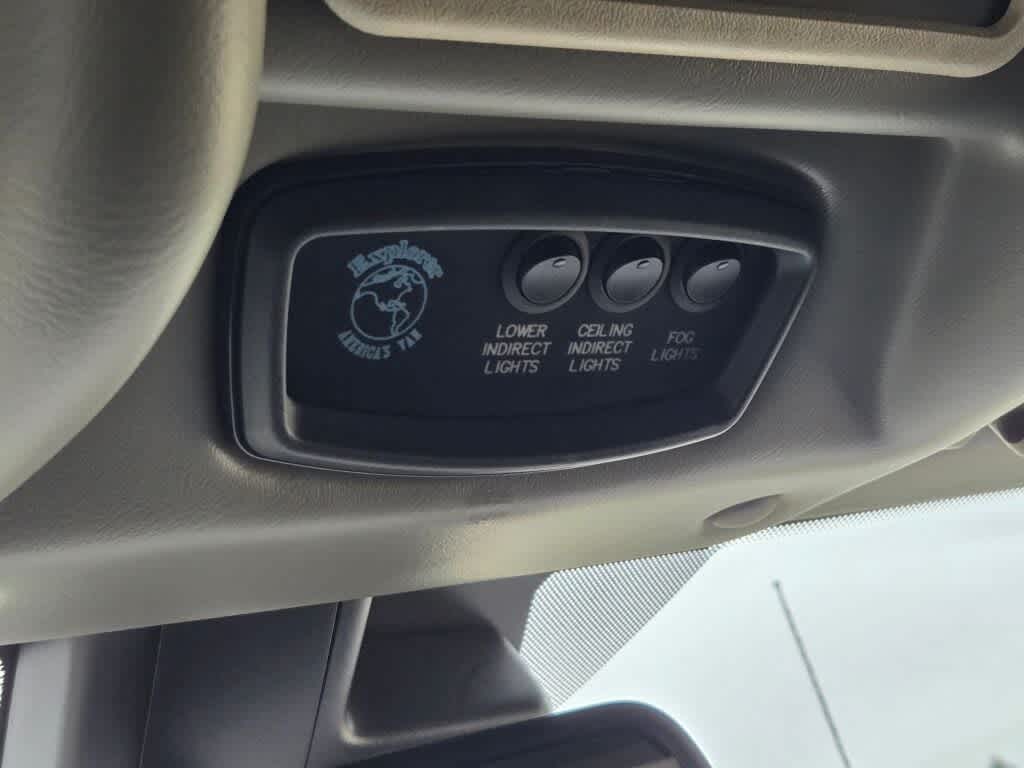 Explorer
AMERICA'S VAN
LOWER
INDIRECT
LIGHTS
CEILING
INDIRECT
LIGHTS
FOG
LIGHTS